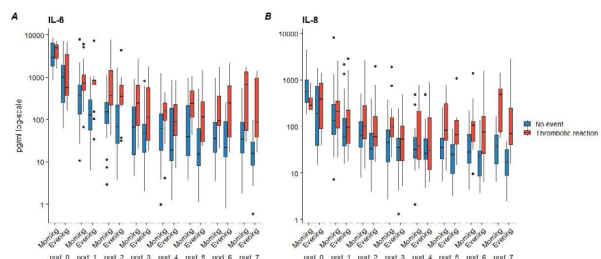 A
IL-6
B
IL-8
pgml log-scale
10000
1000
100
10
1
1000
100
10
1
No event
Thrombotic reaction
Morning Evening Morning Evening Morning Evening Morning Evening Morning Evening Morning Evening Morning Evening Morning Evening
pod 0 pod 1 pod 2 pod 3 pod 4 pod 5 pod 6 pod 7
Morning Evening Morning Evening Morning Evening Morning Evening Morning Evening Morning Evening Morning Evening Morning Evening
pod 0 pod 1 pod 2 pod 3 pod 4 pod 5 pod 6 pod 7